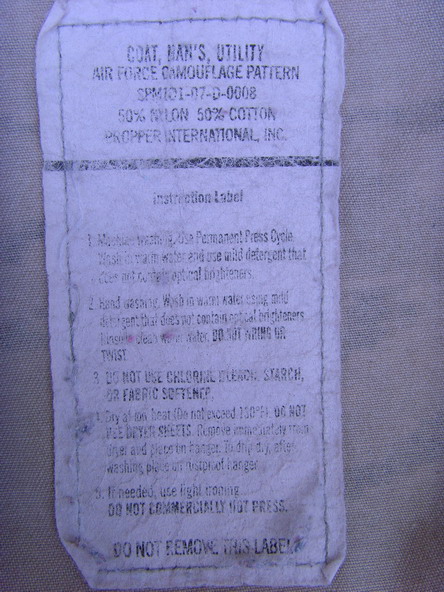 COAT, MAN'S, UTILITY
AIR FORCE CAMOUFLAGE PATTERN
SPM1O1-07-D-0008
50% NYLON 50% COTTON
PROPPER INTERNATIONAL, INC.
Instruction Label
1. Machine washing. Use Permanent Press Cycle.
Wash in warm water and use mild detergent that
does not contain optical brighteners.
2. Hand washing. Wash in warm water using mild
detergent that does not contain optical brighteners.
Rinse in clean warm water. DO NOT WRING OR
TWIST.
3. DO NOT USE CHLORINE BLEACH, STARCH,
OR FABRIC SOFTENER.
4. Dry at low heat (Do not exceed 130°F). DO NOT
USE DRYER SHEETS. Remove immediately from
dryer and place on hanger. To drip dry, after
washing place on rustproof hanger.
5. If needed, use light ironing.
DO NOT COMMERCIALLY HOT PRESS.
DO NOT REMOVE THIS LABEL